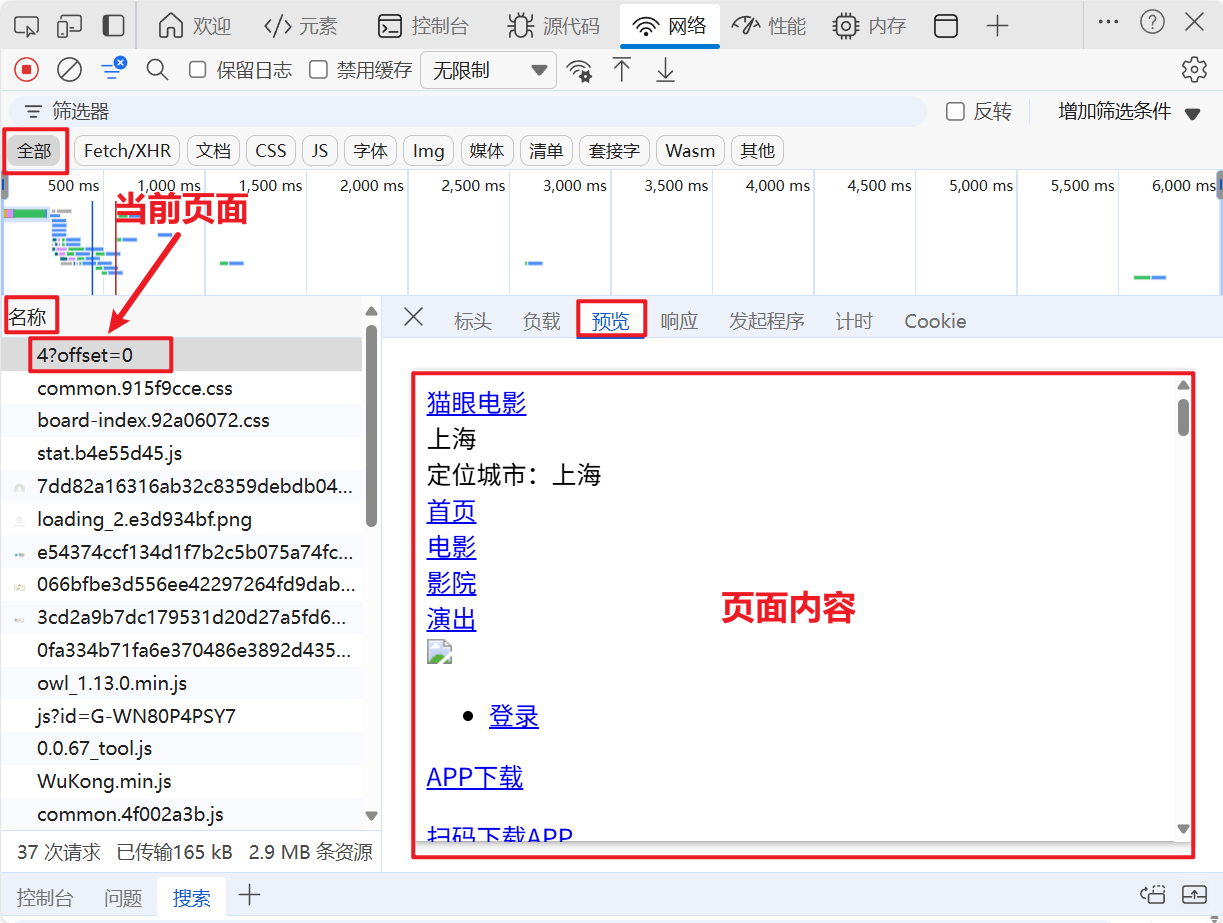 欢迎 元素 控制台 源代码 网络 性能 内存
保留日志 禁用缓存 无限制
筛选器 反转 增加筛选条件
全部 Fetch/XHR 文档 CSS JS 字体 Img 媒体 清单 套接字 Wasm 其他
500 ms 1,000 ms 1,500 ms 2,000 ms 2,500 ms 3,000 ms 3,500 ms 4,000 ms 4,500 ms 5,000 ms 5,500 ms 6,000 ms
当前页面
名称
4?offset=0
common.915f9cce.css
board-index.92a06072.css
stat.b4e55d45.js
7dd82a16316ab32c8359debdb04...
loading_2.e3d934bf.png
e54374ccf134d1f7b2c5b075a74fc...
066bfbe3d556ee42297264fd9dab...
3cd2a9b7dc179531d20d27a5fd6...
0fa334b71fa6e370486e3892d435...
owl_1.13.0.min.js
js?id=G-WN80P4PSY7
0.0.67_tool.js
WuKong.min.js
common.4f002a3b.js
37 次请求 已传输165 kB 2.9 MB 条资源
标头 负载 预览 响应 发起程序 计时 Cookie
猫眼电影
上海
定位城市：上海
首页
电影
影院
演出
登录
APP下载
扫码下载APP
页面内容
控制台 问题 搜索